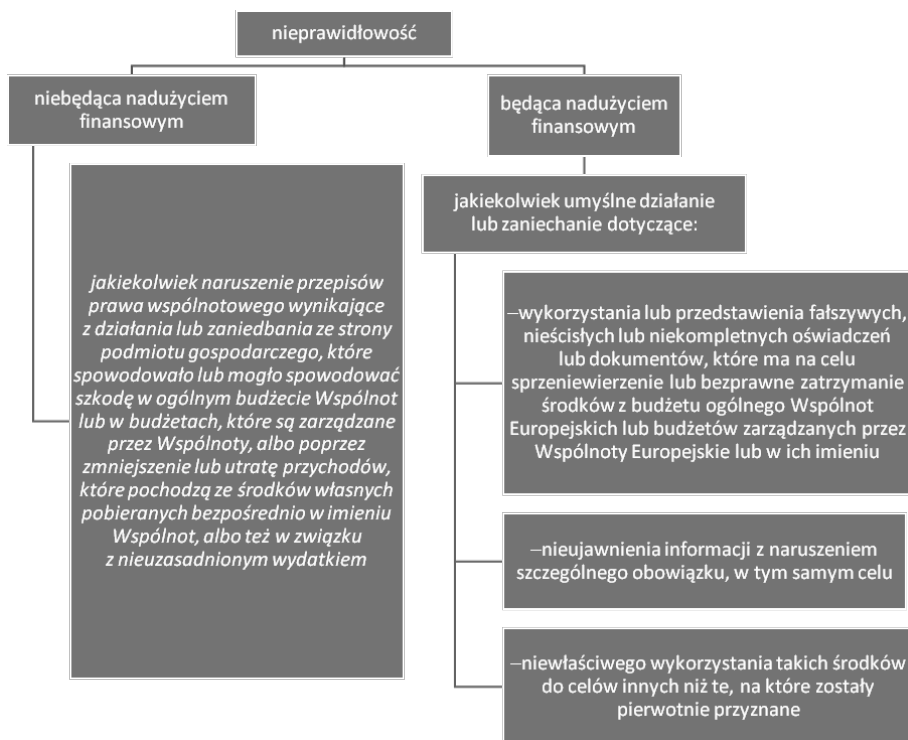 nieprawidłowość
niebędąca nadużyciem
finansowym
jakiekolwiek naruszenie przepisów
prawa wspólnotowego wynikające
z działania lub zaniedbania ze strony
podmiotu gospodarczego, które
spowodowało lub mogło spowodować
szkodę w ogólnym budżecie Wspólnot
lub w budżetach, które są zarządzane
przez Wspólnoty, albo poprzez
zmniejszenie lub utratę przychodów,
które pochodzą ze środków własnych
pobieranych bezpośrednio w imieniu
Wspólnot, albo też w związku
z nieuzasadnionym wydatkiem
będąca nadużyciem
finansowym
jakiekolwiek umyślne działanie
lub zaniechanie dotyczące:
–wykorzystania lub przedstawienia fałszywych,
nieścisłych lub niekompletnych oświadczeń
lub dokumentów, które ma na celu
sprzeniewierzenie lub bezprawne zatrzymanie
środków z budżetu ogólnego Wspólnot
Europejskich lub budżetów zarządzanych przez
Wspólnoty Europejskie lub w ich imieniu
–nieujawnienia informacji z naruszeniem
szczególnego obowiązku, w tym samym celu
–niewłaściwego wykorzystania takich środków
do celów innych niż te, na które zostały
pierwotnie przyznane